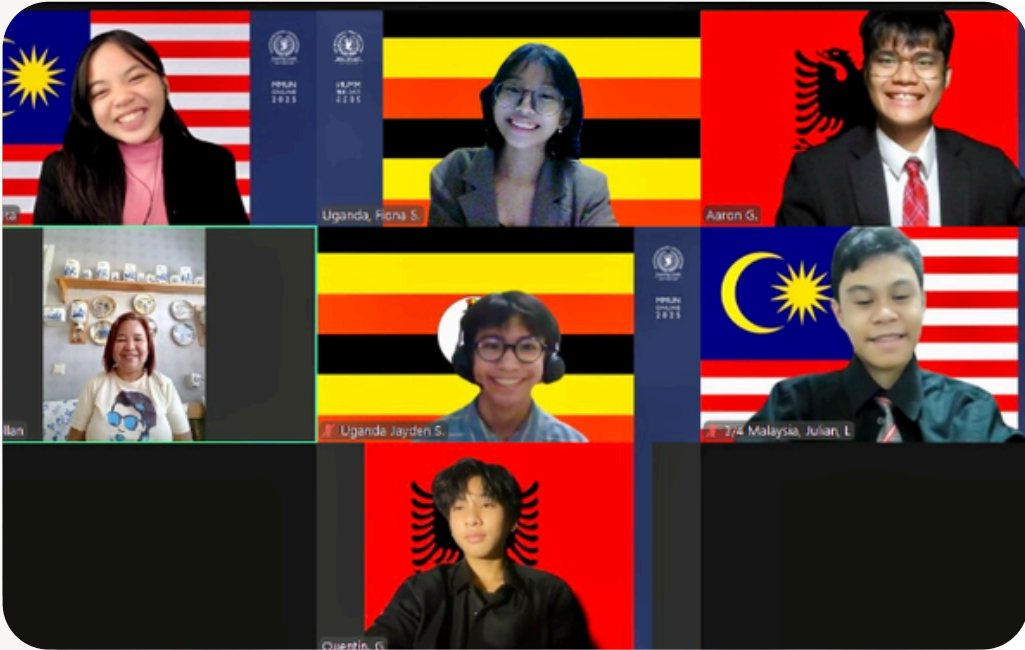 MMUN
ONLINE
2025
ta
Uganda, Fiona S.
Aaron G.
llan
Uganda Jayden S.
MMUN
ONLINE
2025
2/4 Malaysia, Julian, L
Quentin, G